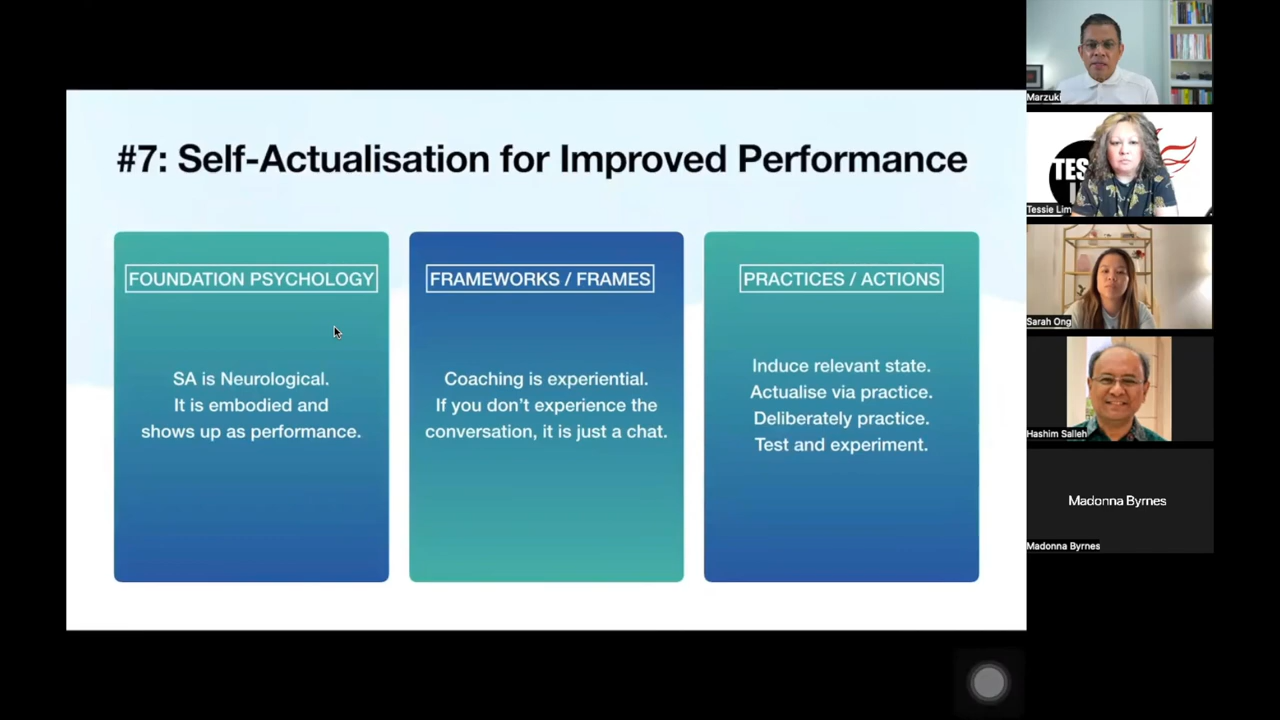 #7: Self-Actualisation for Improved Performance
FOUNDATION PSYCHOLOGY
SA is Neurological.
It is embodied and
shows up as performance.
FRAMEWORKS / FRAMES
Coaching is experiential.
If you don’t experience the
conversation, it is just a chat.
PRACTICES / ACTIONS
Induce relevant state.
Actualise via practice.
Deliberately practice.
Test and experiment.
Marzuki
TES
Tessie Lim
Sarah Ong
Hashim Salleh
Madonna Byrnes
Madonna Byrnes